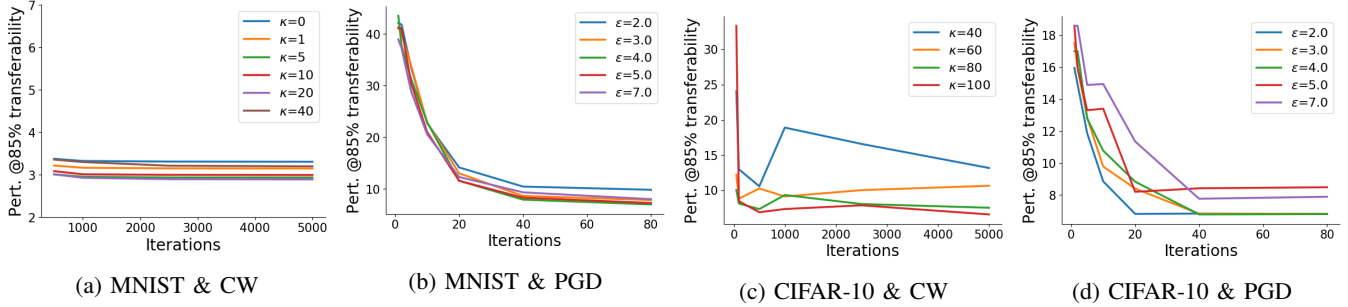 Pert. @85% transferability
7
6
5
4
3
2
1000 2000 3000 4000 5000
Iterations
κ=0
κ=1
κ=5
κ=10
κ=20
κ=40
(a) MNIST & CW
Pert. @85% transferability
40
30
20
10
0 20 40 60 80
Iterations
ε=2.0
ε=3.0
ε=4.0
ε=5.0
ε=7.0
(b) MNIST & PGD
Pert. @85% transferability
30
25
20
15
10
5
0 1000 2000 3000 4000 5000
Iterations
κ=40
κ=60
κ=80
κ=100
(c) CIFAR-10 & CW
Pert. @85% transferability
18
16
14
12
10
8
0 20 40 60 80
Iterations
ε=2.0
ε=3.0
ε=4.0
ε=5.0
ε=7.0
(d) CIFAR-10 & PGD